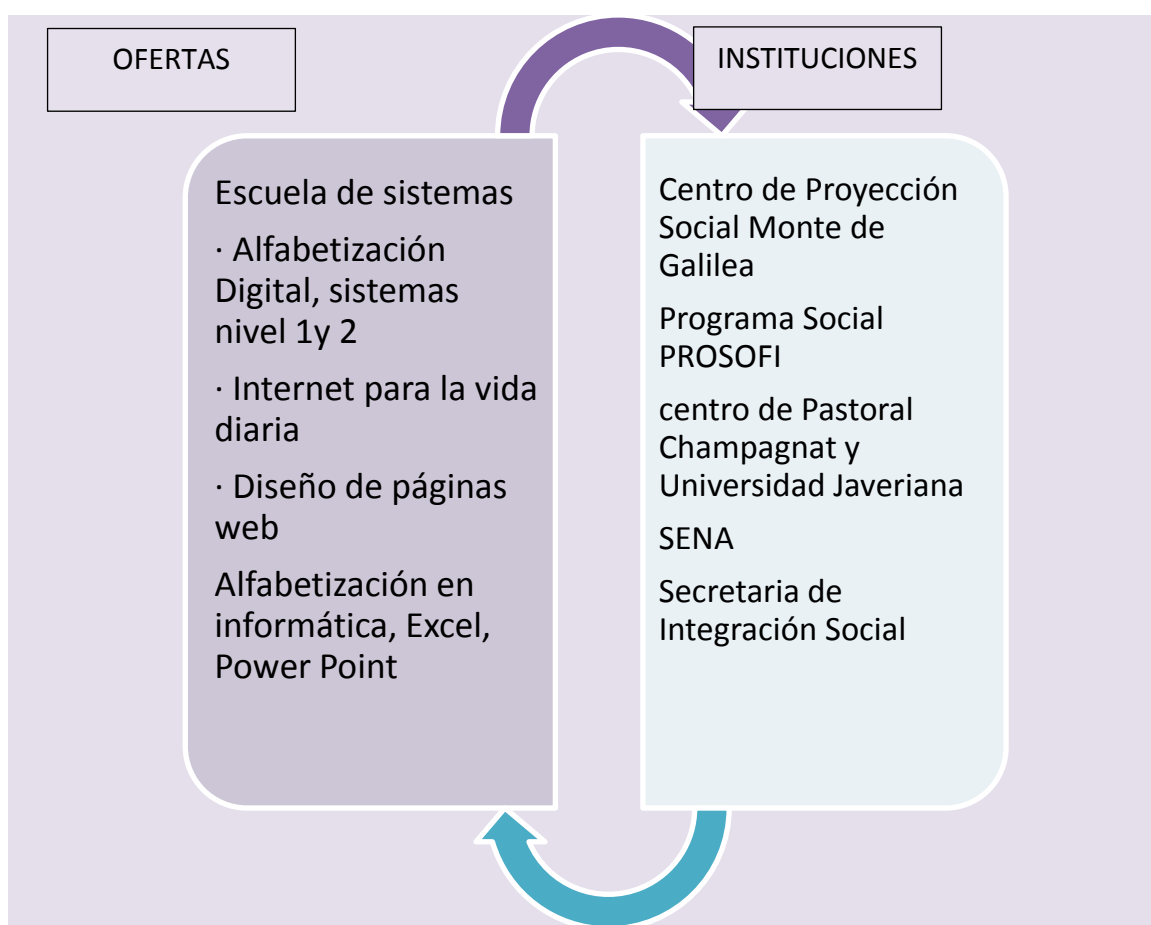 OFERTAS
INSTITUCIONES
Escuela de sistemas
· Alfabetización
Digital, sistemas
nivel 1y 2
· Internet para la vida
diaria
· Diseño de páginas
web
Alfabetización en
informática, Excel,
Power Point
Centro de Proyección
Social Monte de
Galilea
Programa Social
PROSOFI
centro de Pastoral
Champagnat y
Universidad Javeriana
SENA
Secretaria de
Integración Social